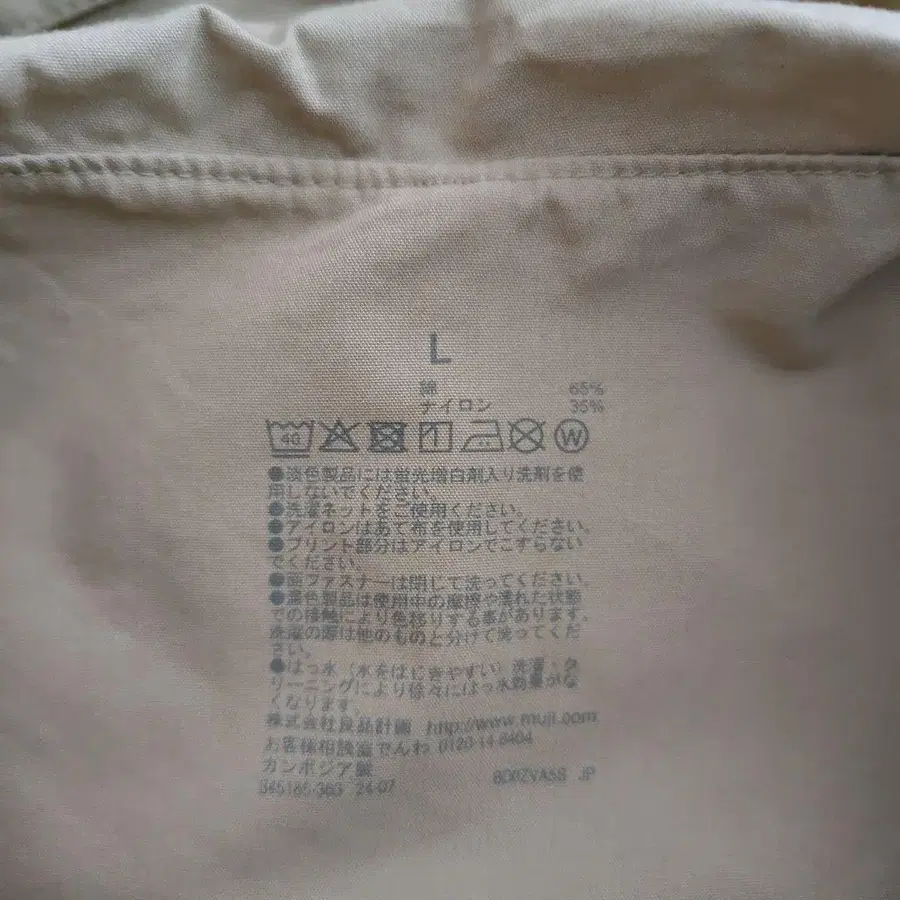 L
綿 65%
ナイロン 35%
40 W
●淡色製品には蛍光増白剤入り洗剤を使
用しないでください。
●洗濯ネットをご使用ください。
●アイロンはあて布を使用してください。
●プリント部分はアイロンでこすらない
でください。
●面ファスナーは閉じて洗ってください。
●濃色製品は使用中の摩擦や濡れた状態
での接触により色移りする事があります。
洗濯の際は他のものと分けて洗ってくだ
さい。
●はっ水（水をはじきやすい）洗濯・ク
リーニングにより徐々にはっ水効果がな
くなります。
株式会社良品計画 http://www.muji.com
お客様相談室でんわ 0120-14-6404
カンボジア製
24-07 JP